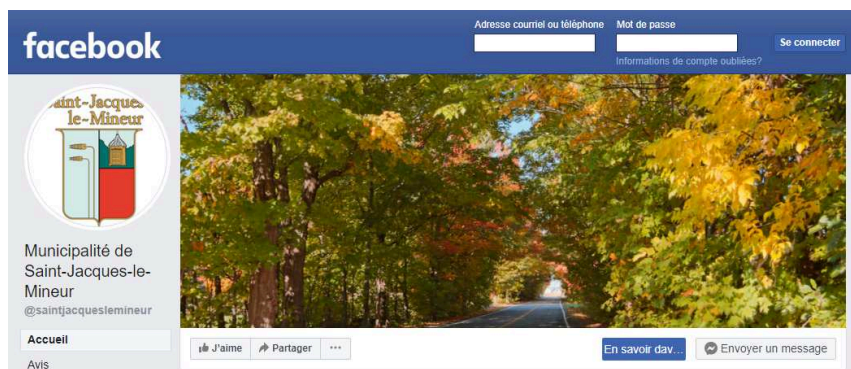 Adresse courriel ou téléphone Mot de passe
facebook
Se connecter
Informations de compte oubliées?
aint-Jacques
le-Mineur
Municipalité de
Saint-Jacques-le-
Mineur
@saintjacqueslemineur
Accueil
J'aime Partager ...
En savoir dav... Envoyer un message
Avis